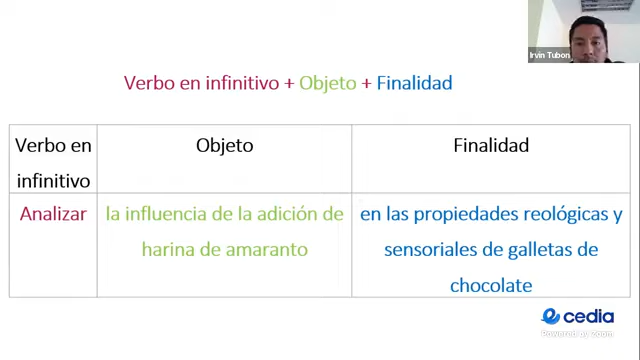 Irvin Tubon
Verbo en infinitivo + Objeto + Finalidad
Verbo en
infinitivo
Objeto
Finalidad
Analizar
la influencia de la adición de
harina de amaranto
en las propiedades reológicas y
sensoriales de galletas de
chocolate
cedia
Powered by Zoom